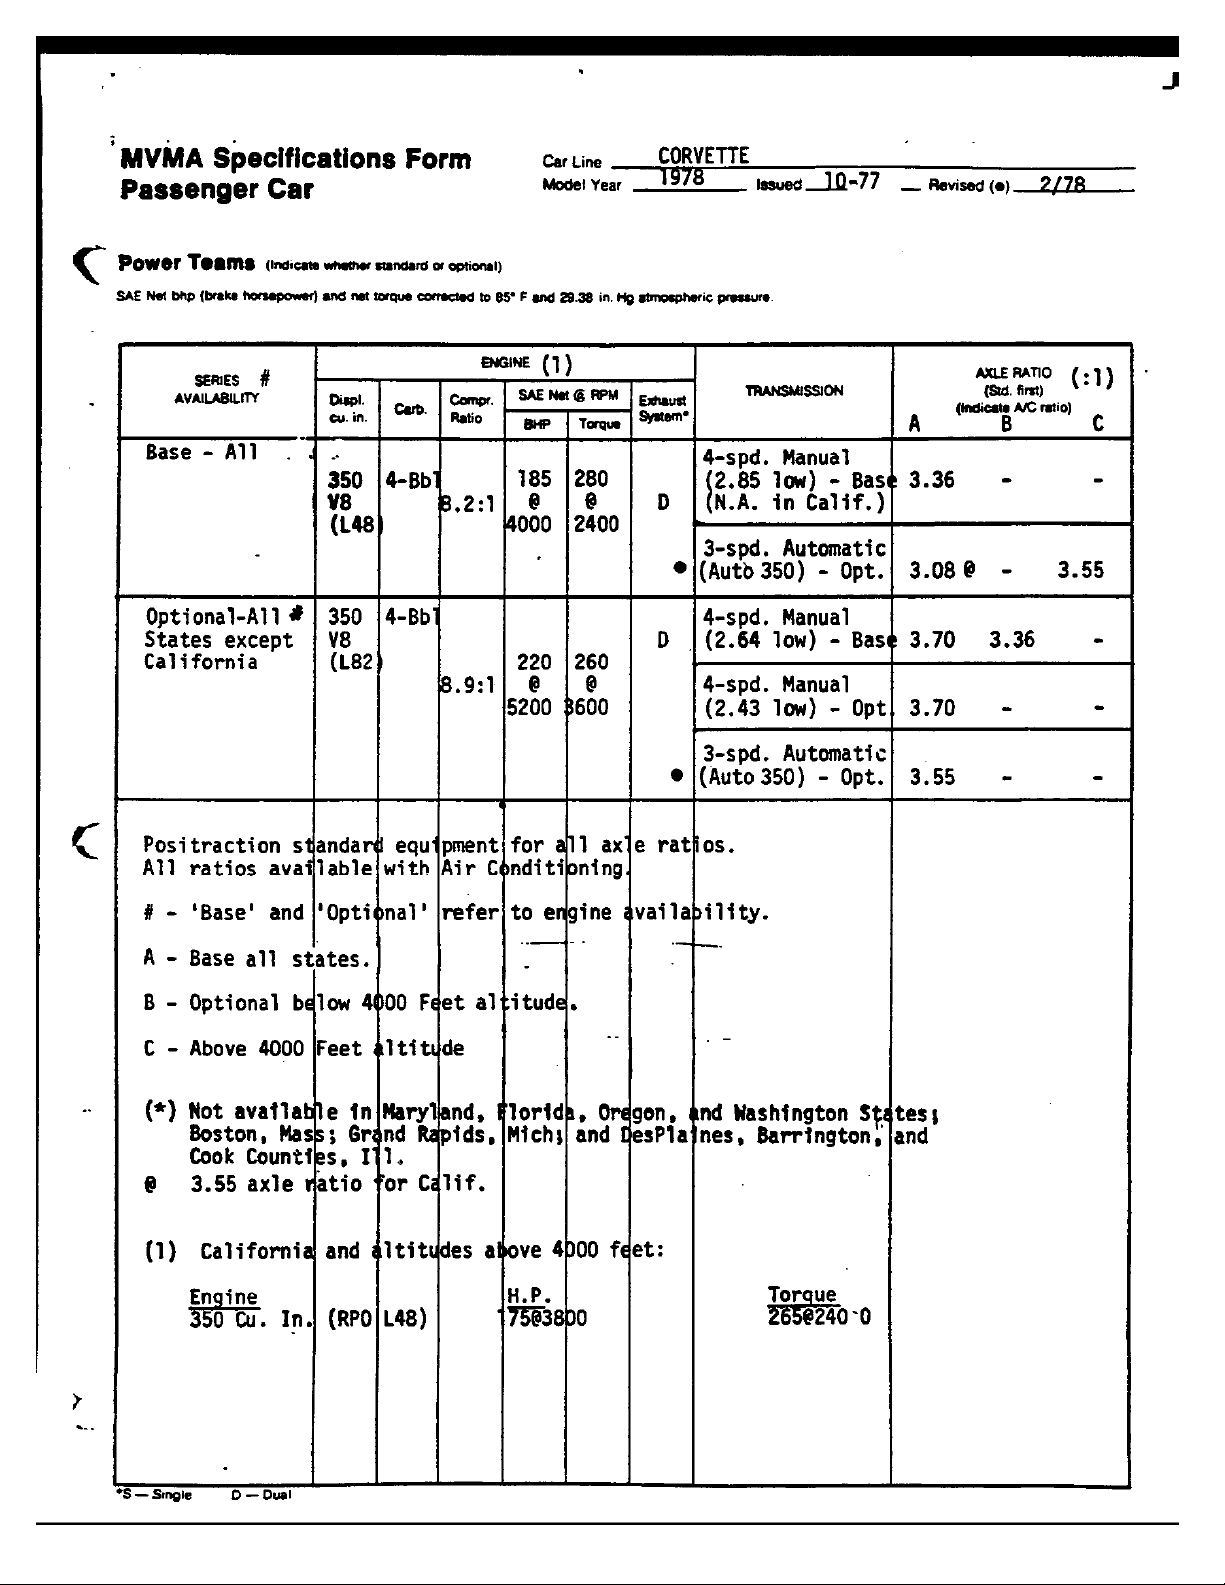 MVMA Specifications Form
Passenger Car
Car Line CORVETTE
Model Year 1978 Issued 10-77 Revised (●) 2/78
Power Teams (Indicate whether standard or optional)
SAE Net bhp (brake horsepower) and net torque corrected to 85° F and 29.38 in. Hg atmospheric pressure.
SERIES #
AVAILABILITY
ENGINE (1)
Displ.
cu. in.
Carb.
Compr.
Ratio
SAE Net @ RPM
BHP
Torque
Exhaust
System*
TRANSMISSION
AXLE RATIO (:1)
(Std. first)
(Indicate A/C ratio)
A B C
Base - All
350
V8
(L48)
4-Bbl
8.2:1
185
@
4000
280
@
2400
D
4-spd. Manual
(2.85 low) - Base 3.36 - -
(N.A. in Calif.)
3-spd. Automatic
● (Auto 350) - Opt. 3.08 @ - 3.55
Optional-All #
States except
California
350
V8
(L82)
4-Bbl
8.9:1
220
@
5200
260
@
3600
D
4-spd. Manual
(2.64 low) - Base 3.70 3.36 -
4-spd. Manual
(2.43 low) - Opt. 3.70 - -
3-spd. Automatic
● (Auto 350) - Opt. 3.55 - -
Positraction standard equipment for all axle ratios.
All ratios available with Air Conditioning.
# - 'Base' and 'Optional' refer to engine availability.
A - Base all states.
B - Optional below 4000 Feet altitude.
C - Above 4000 Feet altitude
(*) Not available in Maryland, Florida, Oregon, and Washington States;
Boston, Mass; Grand Rapids, Mich; and DesPlaines, Barrington, and
Cook Counties, Ill.
@ 3.55 axle ratio for Calif.
(1) California and altitudes above 4000 feet:
Engine H.P. Torque
350 Cu. In. (RPO L48) 175@3800 265@2400
*S — Single D — Dual